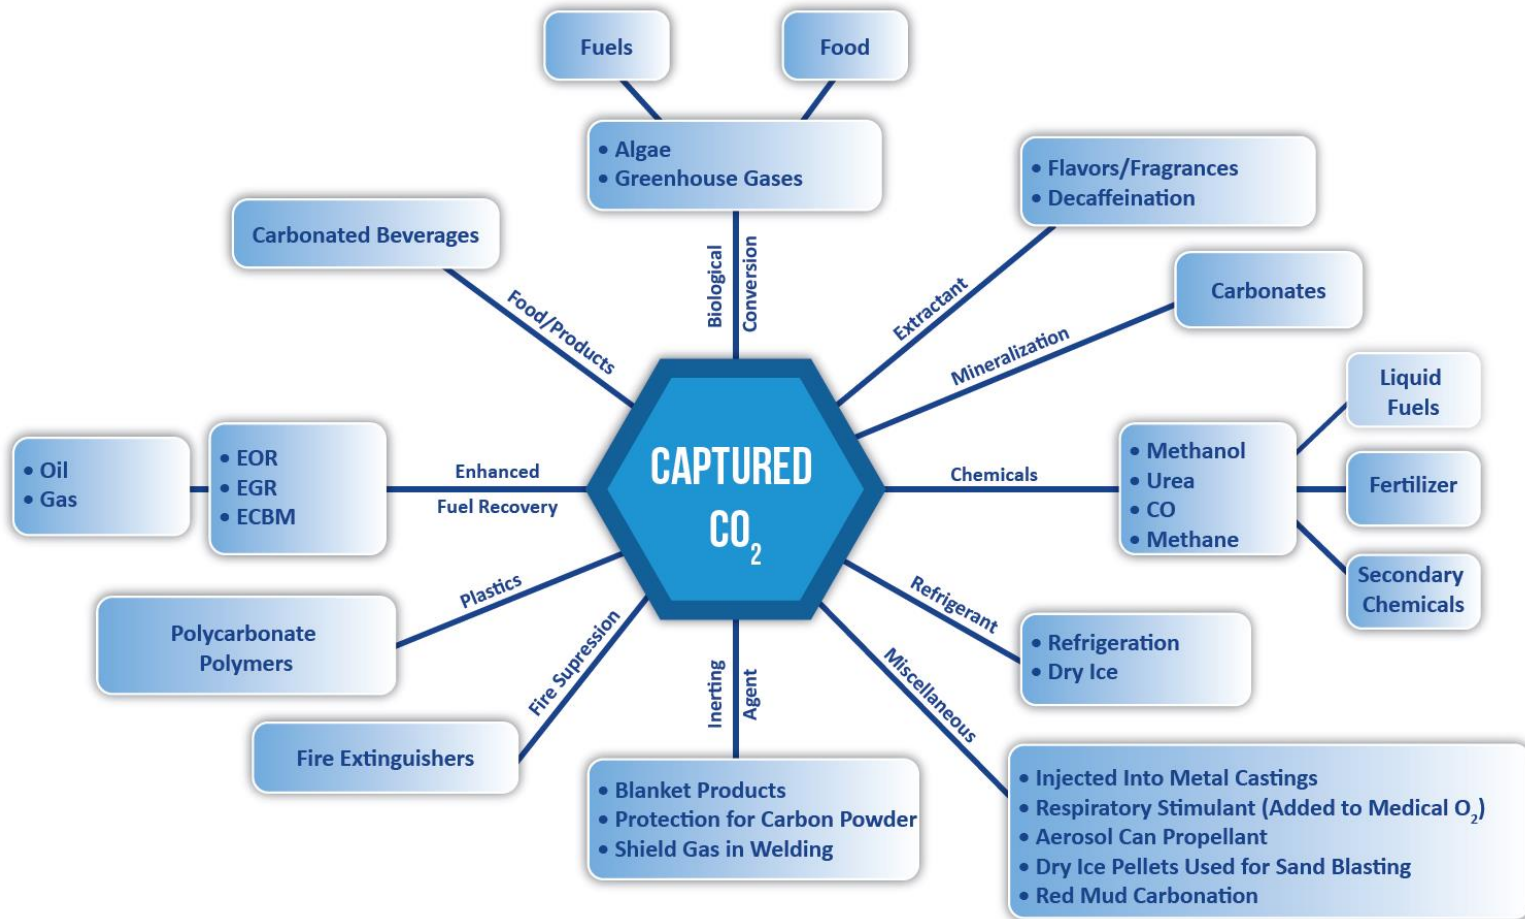 Fuels
Food
• Algae
• Greenhouse Gases
• Flavors/Fragrances
• Decaffeination
Carbonated Beverages
Carbonates
Food/Products
Biological
Conversion
Extractant
Mineralization
Liquid
Fuels
• Oil
• Gas
• EOR
• EGR
• ECBM
Enhanced
Fuel Recovery
CAPTURED
CO₂
Chemicals
• Methanol
• Urea
• CO
• Methane
Fertilizer
Secondary
Chemicals
Plastics
Polycarbonate
Polymers
Fire Supression
Fire Extinguishers
Inerting
Agent
• Blanket Products
• Protection for Carbon Powder
• Shield Gas in Welding
Refrigerant
• Refrigeration
• Dry Ice
Miscellaneous
• Injected Into Metal Castings
• Respiratory Stimulant (Added to Medical O₂)
• Aerosol Can Propellant
• Dry Ice Pellets Used for Sand Blasting
• Red Mud Carbonation